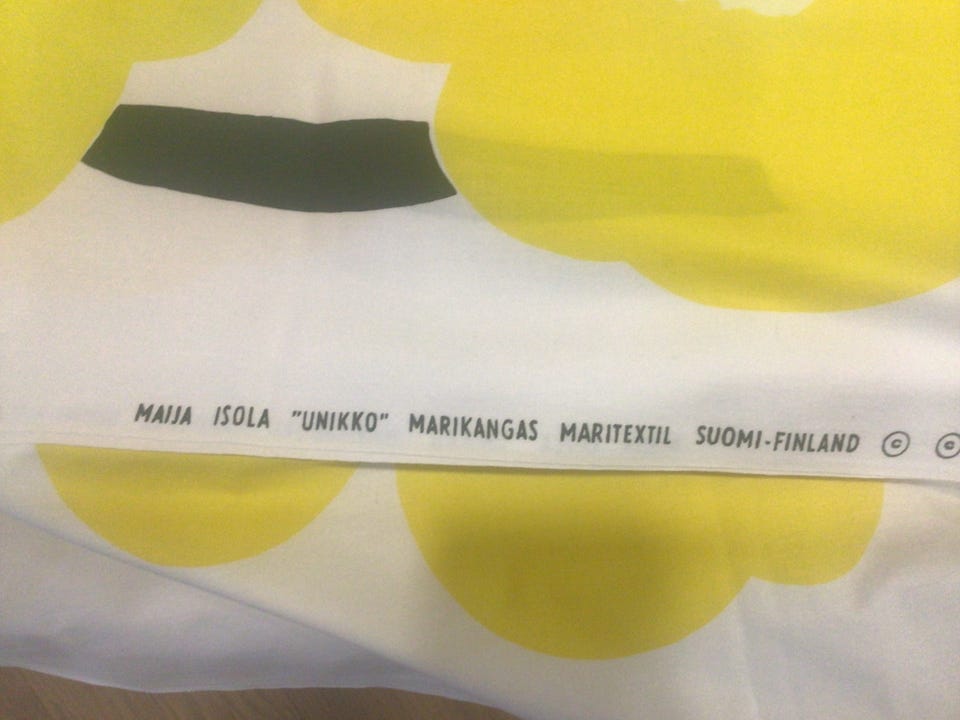 MAIJA ISOLA "UNIKKO" MARIKANGAS MARITEXTIL SUOMI-FINLAND © ©